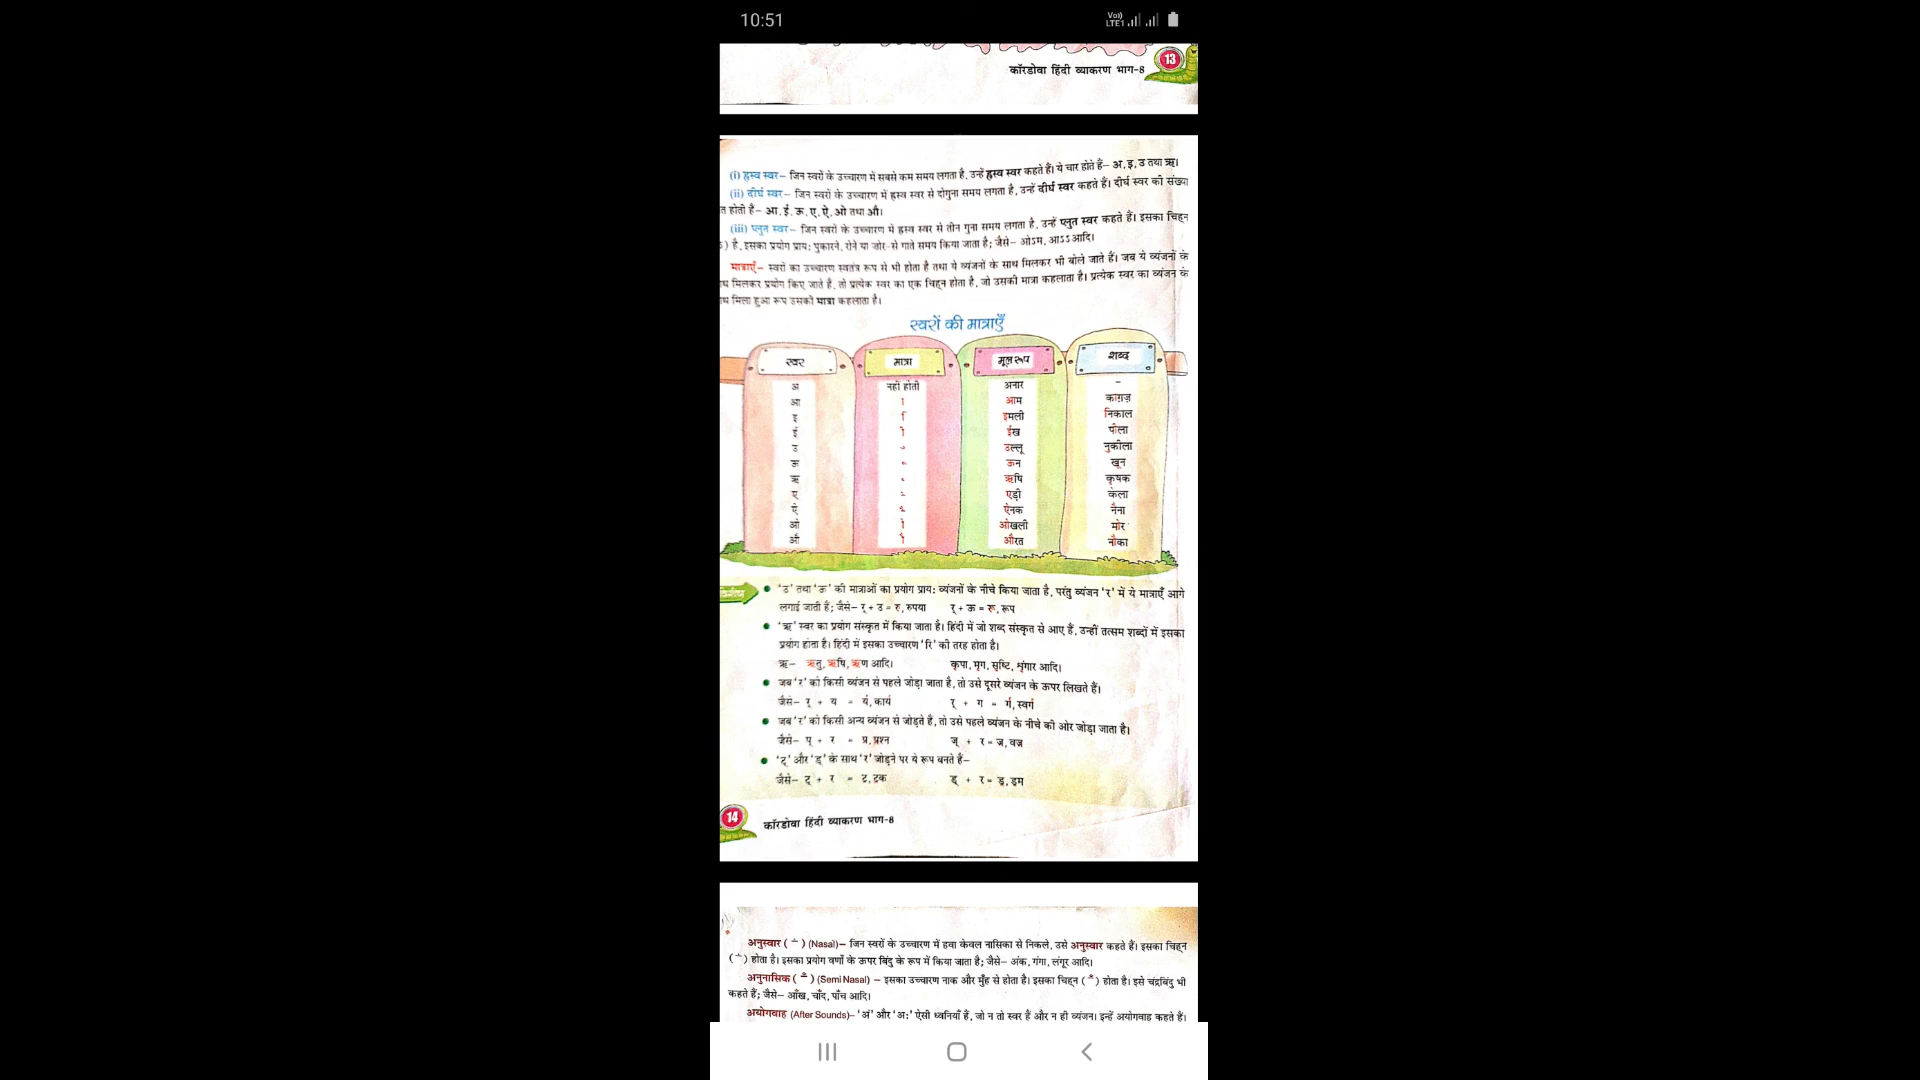 10:51
Vo)) LTE1
कॉरडोवा हिंदी व्याकरण भाग-8
13
(i) ह्रस्व स्वर– जिन स्वरों के उच्चारण में सबसे कम समय लगता है, उन्हें ह्रस्व स्वर कहते हैं। ये चार होते हैं– अ, इ, उ तथा ऋ।
(ii) दीर्घ स्वर– जिन स्वरों के उच्चारण में ह्रस्व स्वर से दोगुना समय लगता है, उन्हें दीर्घ स्वर कहते हैं। दीर्घ स्वर की संख्या
त होती है– आ, ई, ऊ, ए, ऐ, ओ तथा औ।
(iii) प्लुत स्वर– जिन स्वरों के उच्चारण में ह्रस्व स्वर से तीन गुना समय लगता है, उन्हें प्लुत स्वर कहते हैं। इसका चिह्न
) है, इसका प्रयोग प्राय: पुकारने, रोने या ज़ोर-से गाते समय किया जाता है; जैसे– ओऽम, आऽऽ आदि।
मात्राएँ– स्वरों का उच्चारण स्वतंत्र रूप से भी होता है तथा ये व्यंजनों के साथ मिलकर भी बोले जाते हैं। जब ये व्यंजनों के
थ मिलकर प्रयोग किए जाते हैं, तो प्रत्येक स्वर का एक चिह्न होता है, जो उसकी मात्रा कहलाता है। प्रत्येक स्वर का व्यंजन के
थ मिला हुआ रूप उसकी मात्रा कहलाता है।
स्वरों की मात्राएँ
स्वर मात्रा मूल रूप शब्द
अ नहीं होती अनार –
आ ा आम काग़ज़
इ ि इमली निकाल
ई ी ईख पीला
उ ु उल्लू नुकीला
ऊ ू ऊन खून
ऋ ृ ऋषि कृषक
ए े एड़ी केला
ऐ ै ऐनक नैना
ओ ो ओखली मोर
औ ौ औरत नौका
• 'उ' तथा 'ऊ' की मात्राओं का प्रयोग प्राय: व्यंजनों के नीचे किया जाता है, परंतु व्यंजन 'र' में ये मात्राएँ आगे
लगाई जाती हैं; जैसे– र् + उ = रु, रुपया र् + ऊ = रू, रूप
• 'ऋ' स्वर का प्रयोग संस्कृत में किया जाता है। हिंदी में जो शब्द संस्कृत से आए हैं, उन्हीं तत्सम शब्दों में इसका
प्रयोग होता है। हिंदी में इसका उच्चारण 'रि' की तरह होता है।
ऋ– ऋतु, ऋषि, ऋण आदि। कृपा, मृग, सृष्टि, शृंगार आदि।
• जब 'र्' को किसी व्यंजन से पहले जोड़ा जाता है, तो उसे दूसरे व्यंजन के ऊपर लिखते हैं।
जैसे– र् + य = र्य, कार्य र् + ग = र्ग, स्वर्ग
• जब 'र' को किसी अन्य व्यंजन से जोड़ते हैं, तो उसे पहले व्यंजन के नीचे की ओर जोड़ा जाता है।
जैसे– प् + र = प्र, प्रश्न ज् + र = ज्र, वज्र
• 'ट्' और 'ड्' के साथ 'र' जोड़ने पर ये रूप बनते हैं–
जैसे– ट् + र = ट्र, ट्रक ड् + र = ड्र, ड्रम
14
कॉरडोवा हिंदी व्याकरण भाग-8
अनुस्वार ( ं ) (Nasal)– जिन स्वरों के उच्चारण में हवा केवल नासिका से निकले, उसे अनुस्वार कहते हैं। इसका चिह्न
( ं ) होता है। इसका प्रयोग वर्णों के ऊपर बिंदु के रूप में किया जाता है; जैसे– अंक, गंगा, लंगूर आदि।
अनुनासिक ( ँ ) (Semi Nasal) – इसका उच्चारण नाक और मुँह से होता है। इसका चिह्न ( ँ ) होता है। इसे चंद्रबिंदु भी
कहते हैं; जैसे– आँख, चाँद, पाँच आदि।
अयोगवाह (After Sounds)– 'अं' और 'अ:' ऐसी ध्वनियाँ हैं, जो न तो स्वर हैं और न ही व्यंजन। इन्हें अयोगवाह कहते हैं।